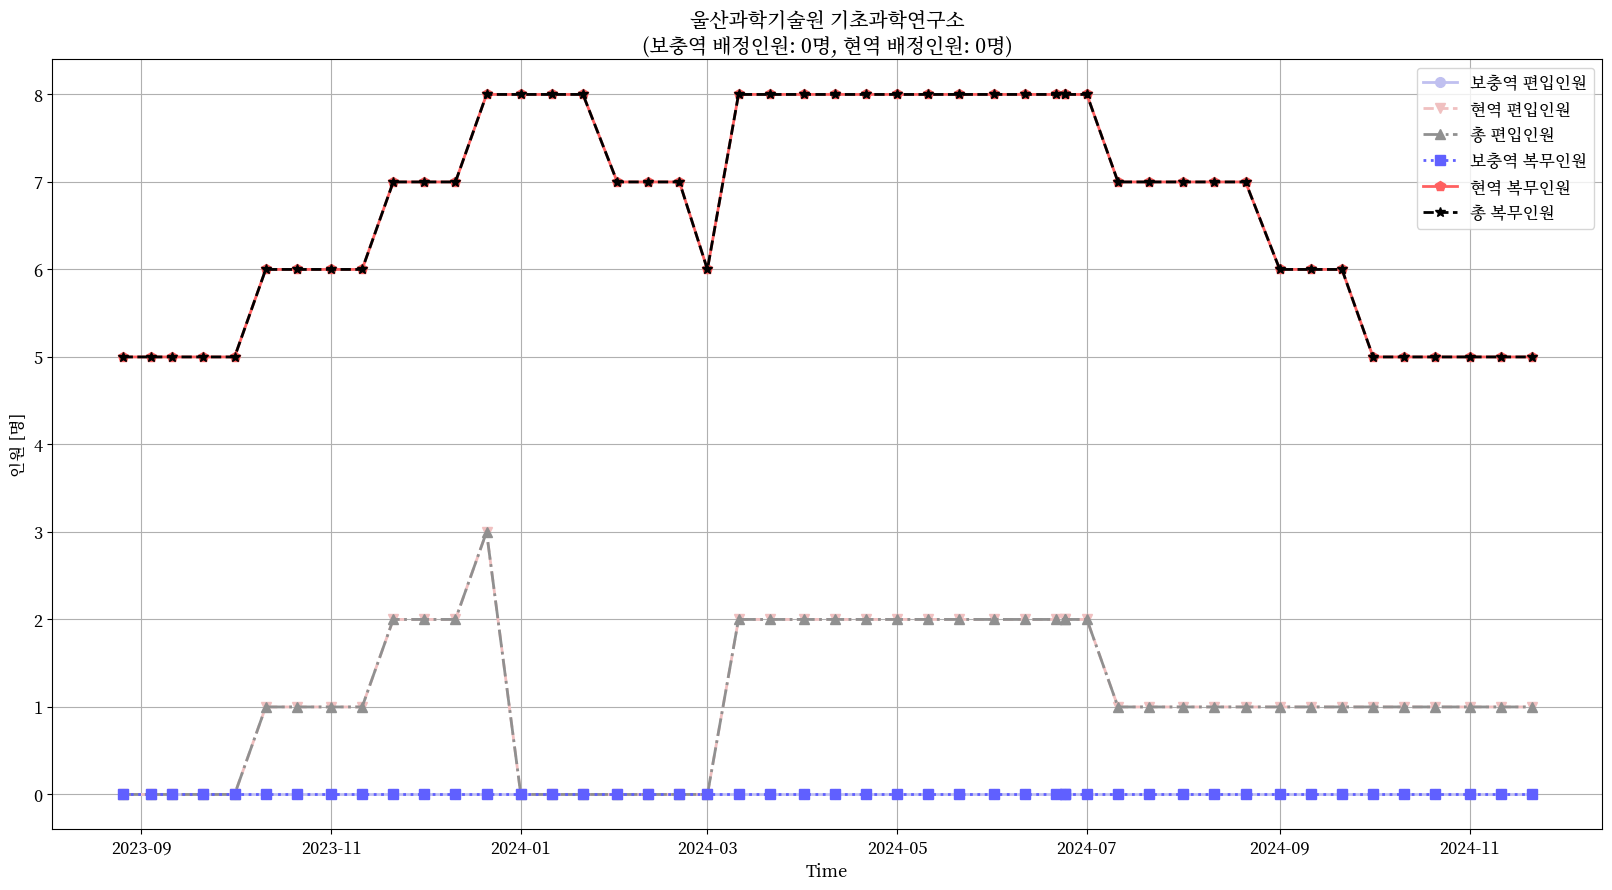 울산과학기술원 기초과학연구소
(보충역 배정인원: 0명, 현역 배정인원: 0명)
보충역 편입인원
현역 편입인원
총 편입인원
보충역 복무인원
현역 복무인원
총 복무인원
인원 [명]
8
7
6
5
4
3
2
1
0
2023-09
2023-11
2024-01
2024-03
2024-05
2024-07
2024-09
2024-11
Time